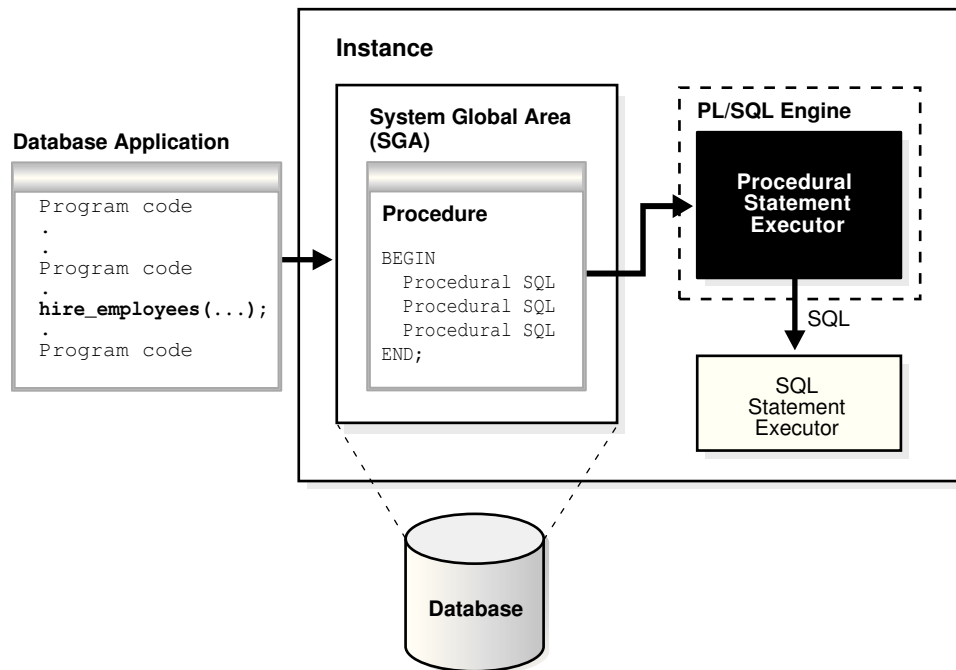 Instance
System Global Area
(SGA)
PL/SQL Engine
Database Application
Program code
.
.
Program code
.
hire_employees(...);
.
Program code
Procedure
BEGIN
Procedural SQL
Procedural SQL
Procedural SQL
END;
Procedural
Statement
Executor
SQL
SQL
Statement
Executor
Database